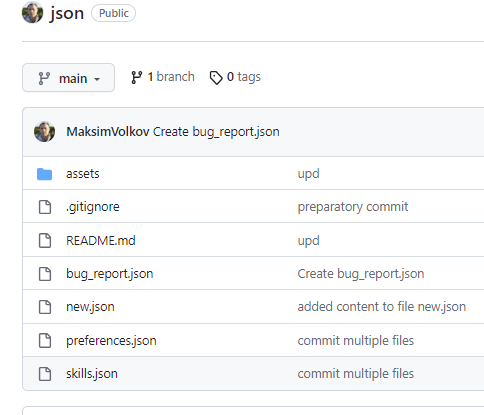 json Public
main 1 branch 0 tags
MaksimVolkov Create bug_report.json
assets upd
.gitignore preparatory commit
README.md upd
bug_report.json Create bug_report.json
new.json added content to file new.json
preferences.json commit multiple files
skills.json commit multiple files